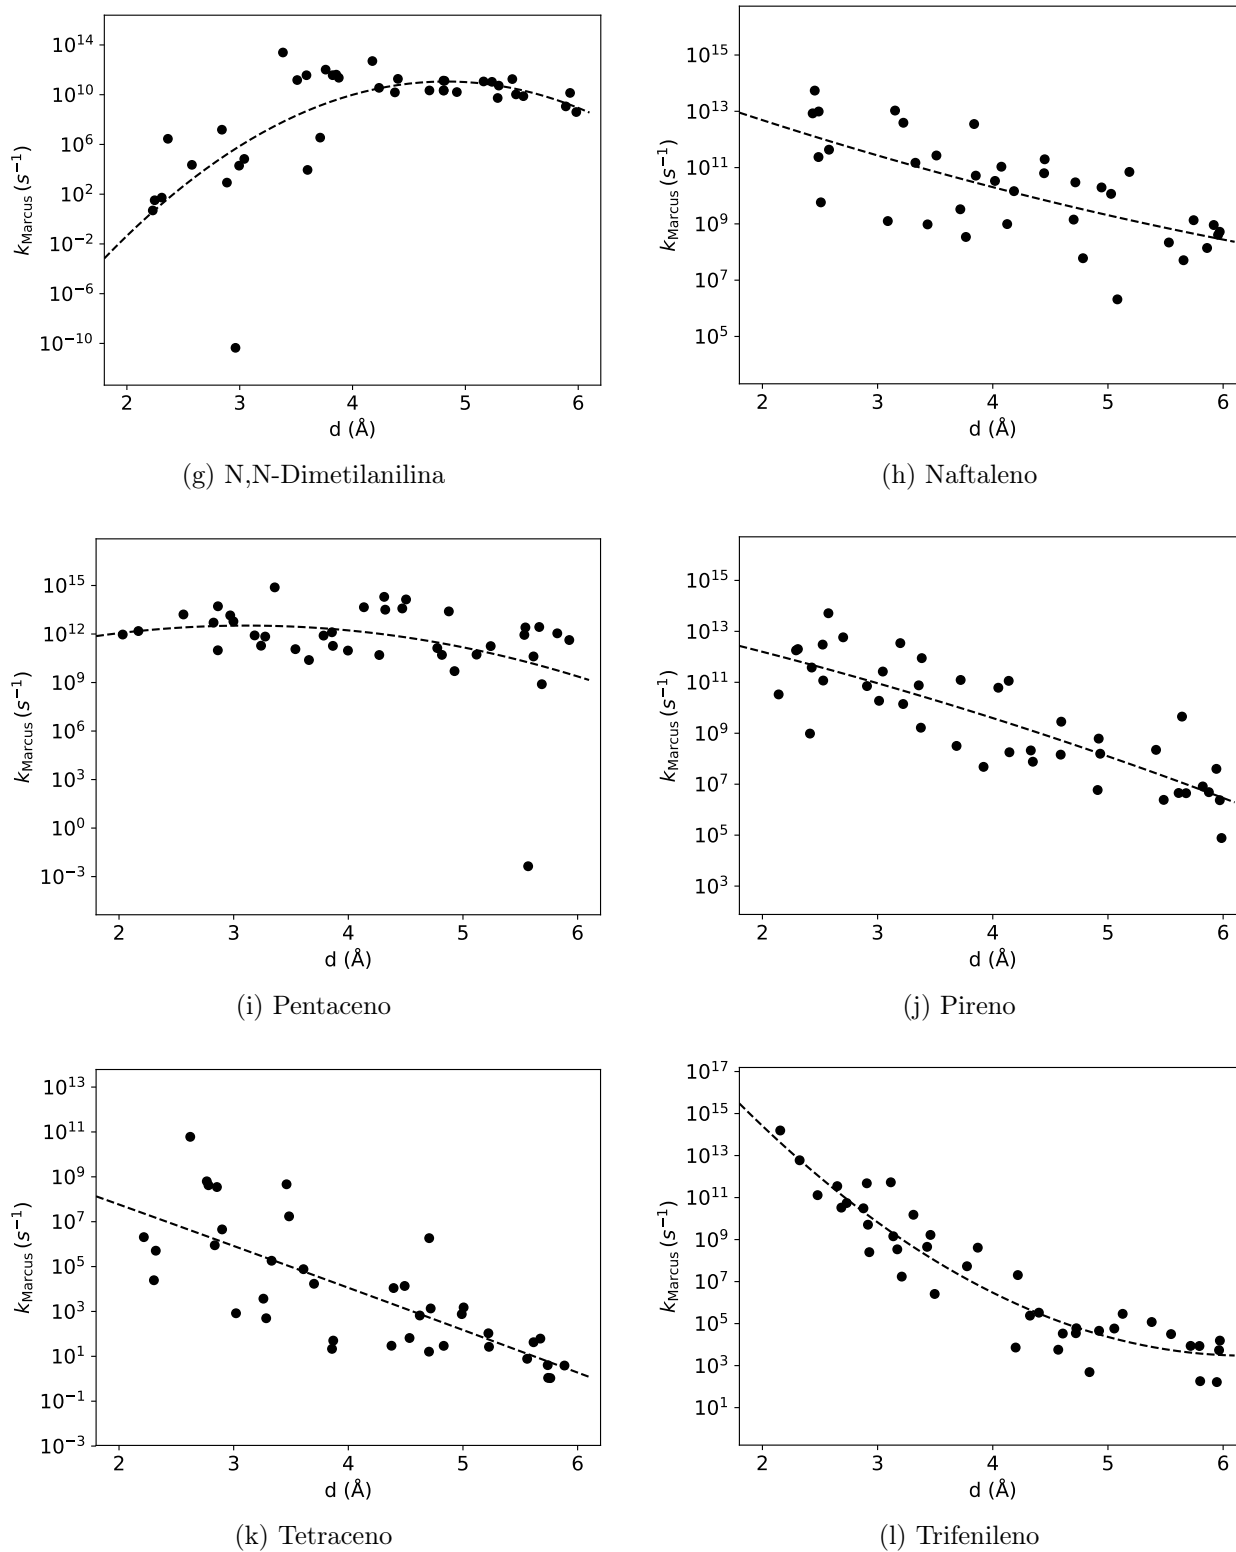 10^14
10^10
10^6
10^2
10^−2
10^−6
10^−10
k_Marcus (s^−1)
2 3 4 5 6
d (Å)
(g) N,N-Dimetilanilina
10^15
10^13
10^11
10^9
10^7
10^5
k_Marcus (s^−1)
2 3 4 5 6
d (Å)
(h) Naftaleno
10^15
10^12
10^9
10^6
10^3
10^0
10^−3
k_Marcus (s^−1)
2 3 4 5 6
d (Å)
(i) Pentaceno
10^15
10^13
10^11
10^9
10^7
10^5
10^3
k_Marcus (s^−1)
2 3 4 5 6
d (Å)
(j) Pireno
10^13
10^11
10^9
10^7
10^5
10^3
10^1
10^−1
10^−3
k_Marcus (s^−1)
2 3 4 5 6
d (Å)
(k) Tetraceno
10^17
10^15
10^13
10^11
10^9
10^7
10^5
10^3
10^1
k_Marcus (s^−1)
2 3 4 5 6
d (Å)
(l) Trifenileno